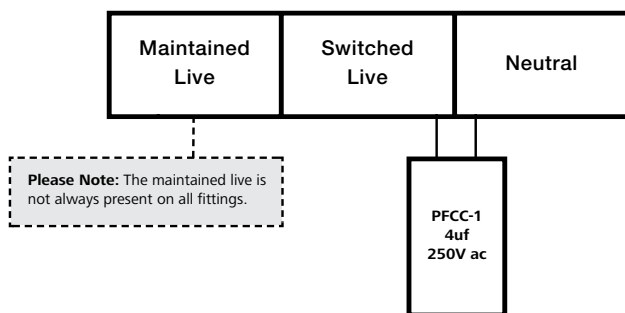 Maintained
Live
Switched
Live
Neutral
Please Note: The maintained live is
not always present on all fittings.
PFCC-1
4uf
250V ac